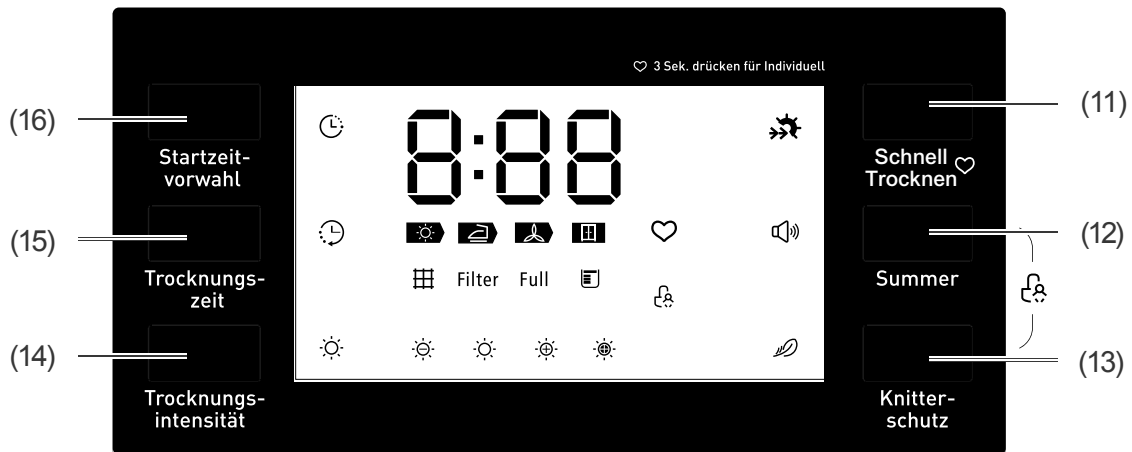 ♡ 3 Sek. drücken für Individuell
(16)
Startzeit-
vorwahl
(15)
Trocknungs-
zeit
(14)
Trocknungs-
intensität
8:88
Filter Full
(11)
Schnell
Trocknen♡
(12)
Summer
(13)
Knitter-
schutz